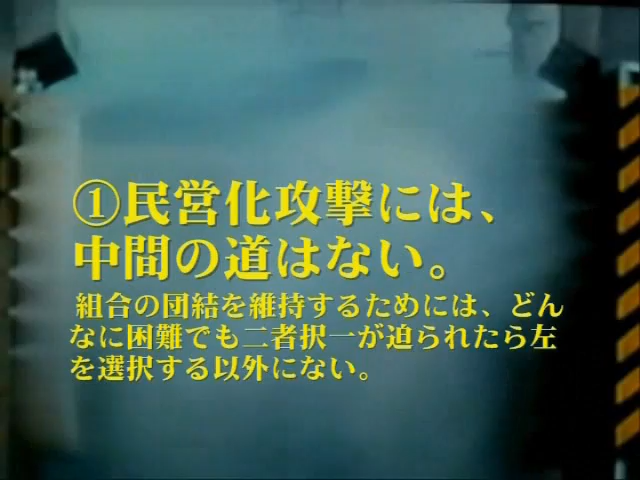 ①民営化攻撃には、
中間の道はない。
組合の団結を維持するためには、どん
なに困難でも二者択一が迫られたら左
を選択する以外にない。